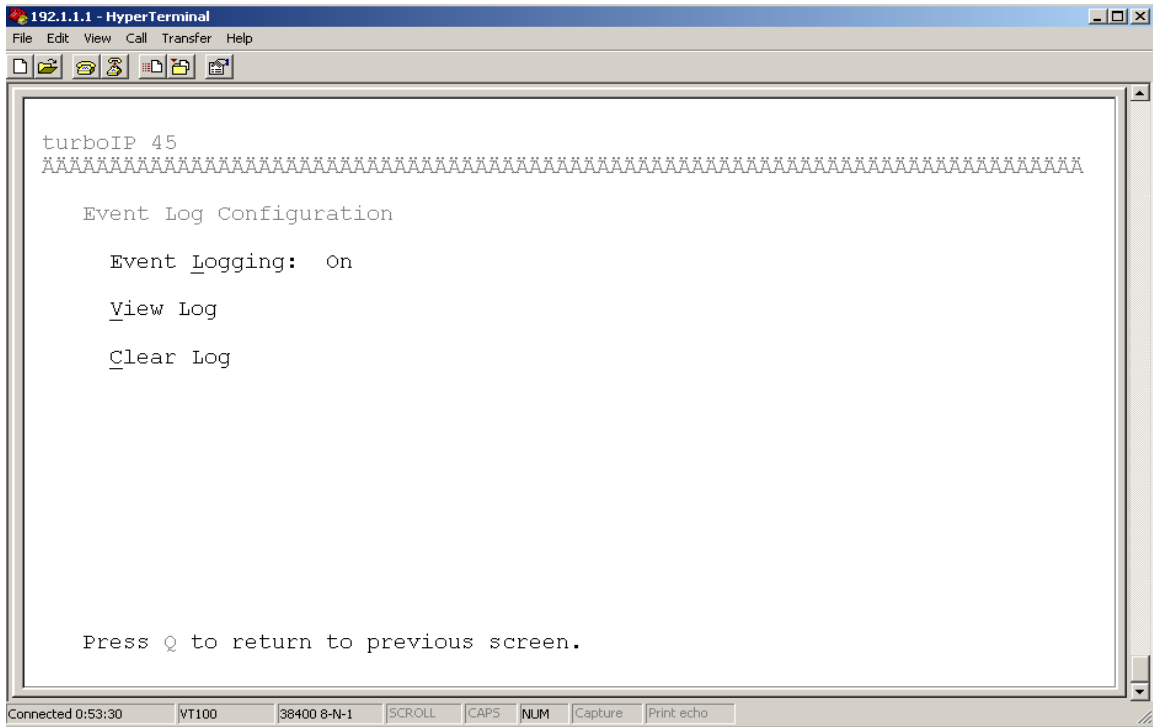 192.1.1.1 - HyperTerminal
File Edit View Call Transfer Help
turboIP 45
ÄÄÄÄÄÄÄÄÄÄÄÄÄÄÄÄÄÄÄÄÄÄÄÄÄÄÄÄÄÄÄÄÄÄÄÄÄÄÄÄÄÄÄÄÄÄÄÄÄÄÄÄÄÄÄÄÄÄÄÄÄÄÄÄÄÄÄÄÄÄÄÄÄÄÄÄÄ
Event Log Configuration
Event Logging: On
View Log
Clear Log
Press Q to return to previous screen.
Connected 0:53:30 VT100 38400 8-N-1 SCROLL CAPS NUM Capture Print echo